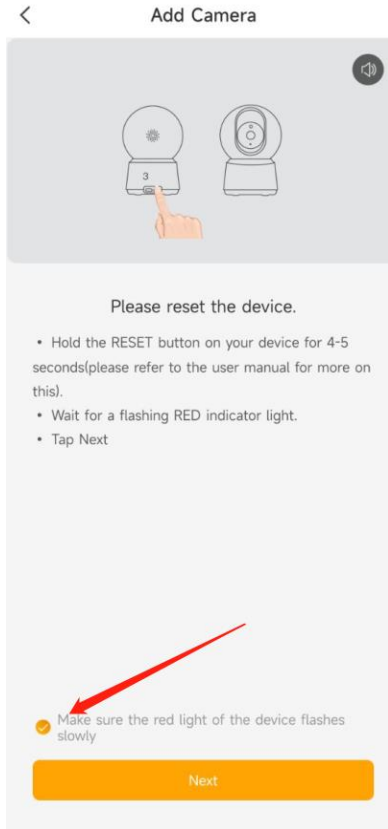 Add Camera
3
Please reset the device.
• Hold the RESET button on your device for 4-5
seconds(please refer to the user manual for more on
this).
• Wait for a flashing RED indicator light.
• Tap Next
Make sure the red light of the device flashes
slowly
Next